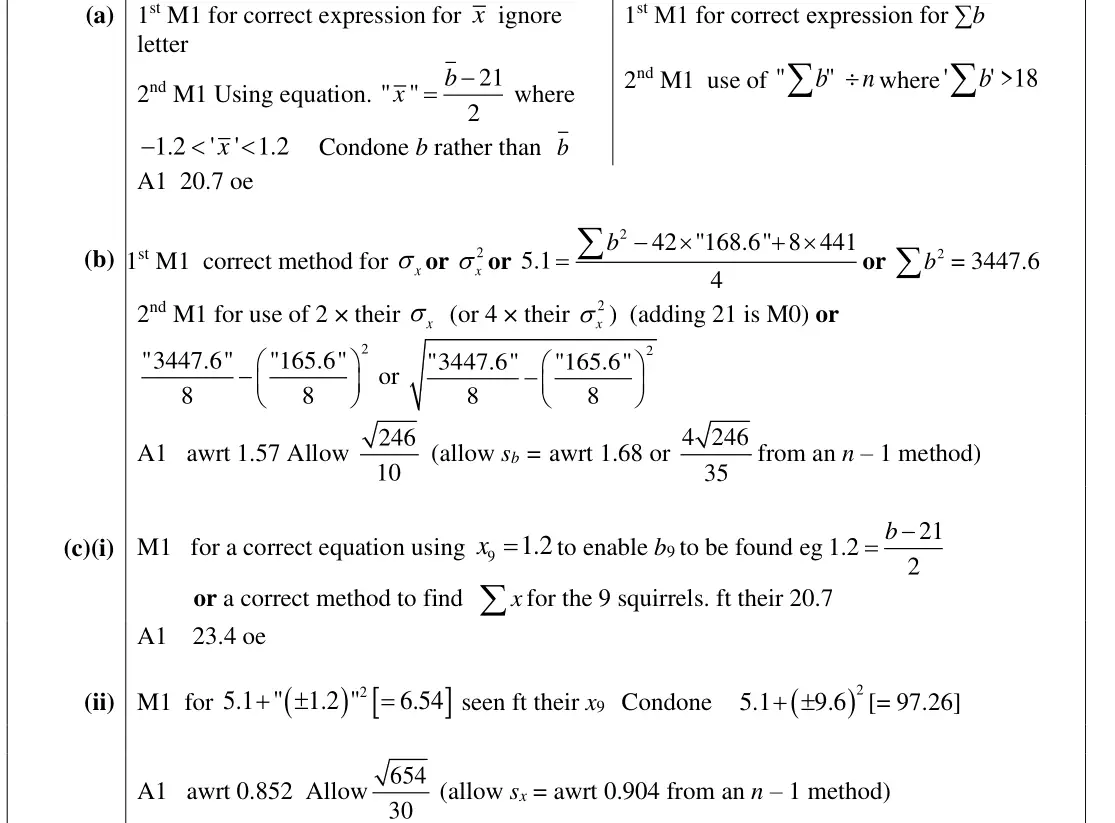 (a) 1st M1 for correct expression for x̅ ignore letter
2nd M1 Using equation. "x̅" = (b̅ − 21)/2 where
−1.2 < 'x̅' < 1.2 Condone b rather than b̅
1st M1 for correct expression for ∑b
2nd M1 use of "∑b" ÷ n where '∑b' >18
A1 20.7 oe
(b) 1st M1 correct method for σₓ or σₓ² or 5.1 = (∑b² − 42 × "168.6" + 8 × 441)/4 or ∑b² = 3447.6
2nd M1 for use of 2 × their σₓ (or 4 × their σₓ²) (adding 21 is M0) or
"3447.6"/8 − ("165.6"/8)² or √("3447.6"/8 − ("165.6"/8)²)
A1 awrt 1.57 Allow √246/10 (allow s_b = awrt 1.68 or 4√246/35 from an n – 1 method)
(c)(i) M1 for a correct equation using x₉ = 1.2 to enable b₉ to be found eg 1.2 = (b − 21)/2
or a correct method to find ∑x for the 9 squirrels. ft their 20.7
A1 23.4 oe
(ii) M1 for 5.1 + "(±1.2)"² [= 6.54] seen ft their x₉ Condone 5.1 + (±9.6)² [= 97.26]
A1 awrt 0.852 Allow √654/30 (allow sₓ = awrt 0.904 from an n – 1 method)